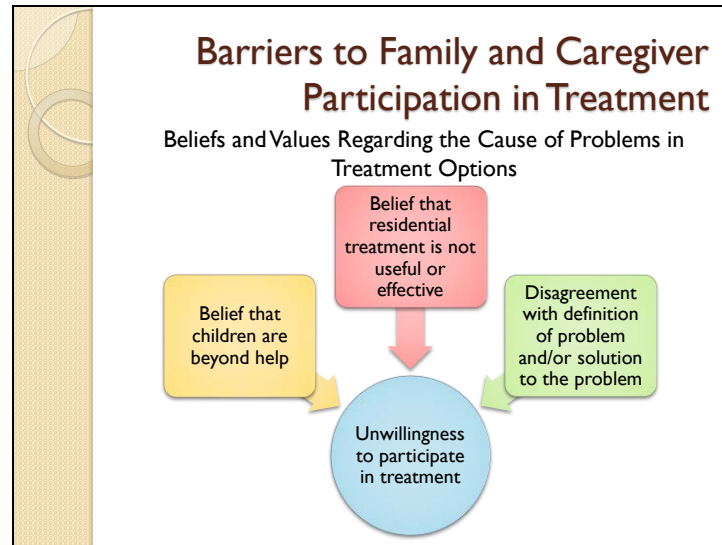 Barriers to Family and Caregiver
Participation in Treatment
Beliefs and Values Regarding the Cause of Problems in
Treatment Options
Belief that
residential
treatment is not
useful or
effective
Belief that
children are
beyond help
Disagreement
with definition
of problem
and/or solution
to the problem
Unwillingness
to participate
in treatment